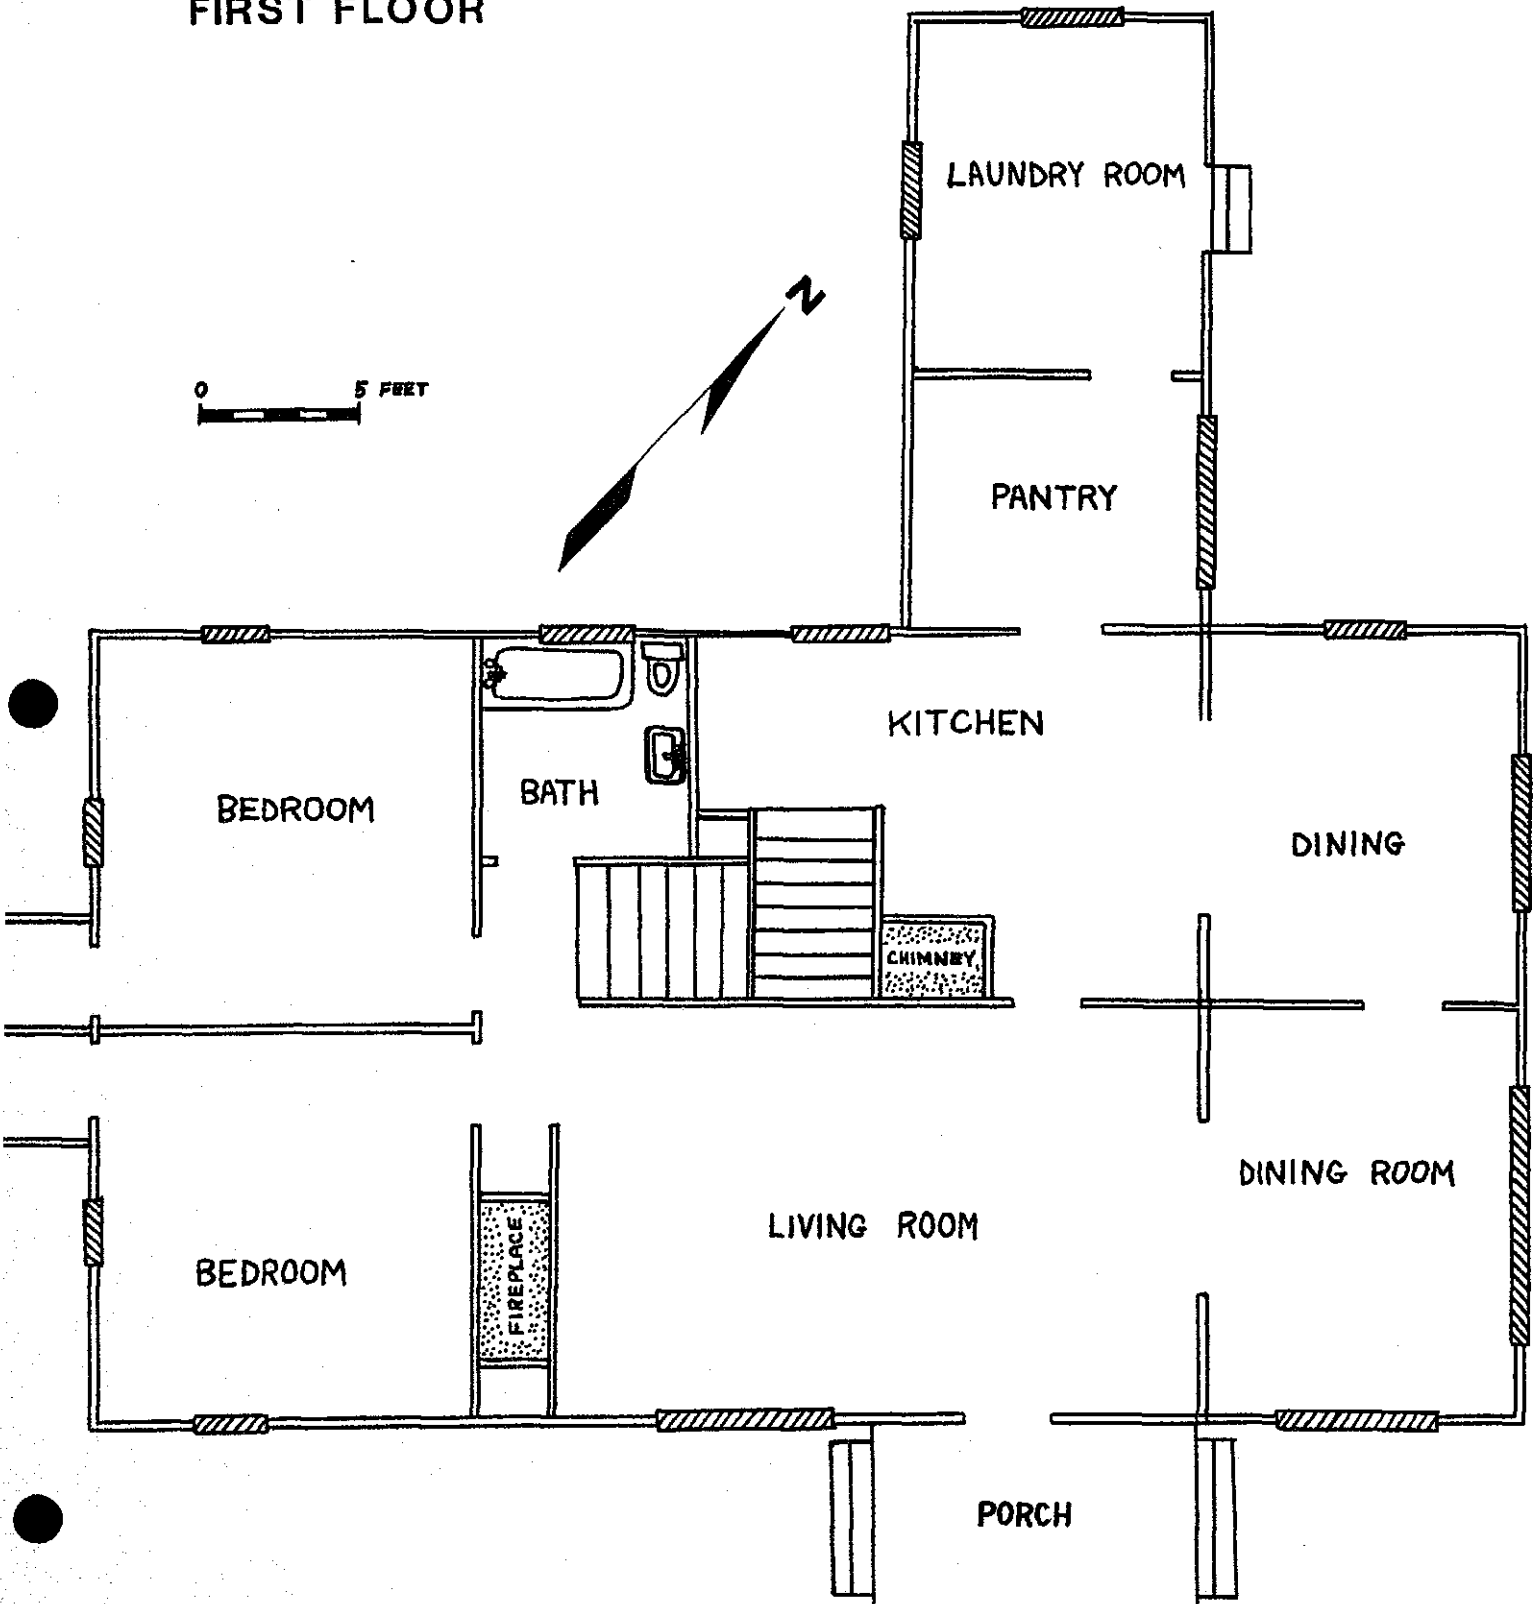 FIRST FLOOR
LAUNDRY ROOM
N
0 5 FEET
PANTRY
KITCHEN
BATH
BEDROOM
DINING
CHIMNEY
DINING ROOM
LIVING ROOM
FIREPLACE
BEDROOM
PORCH